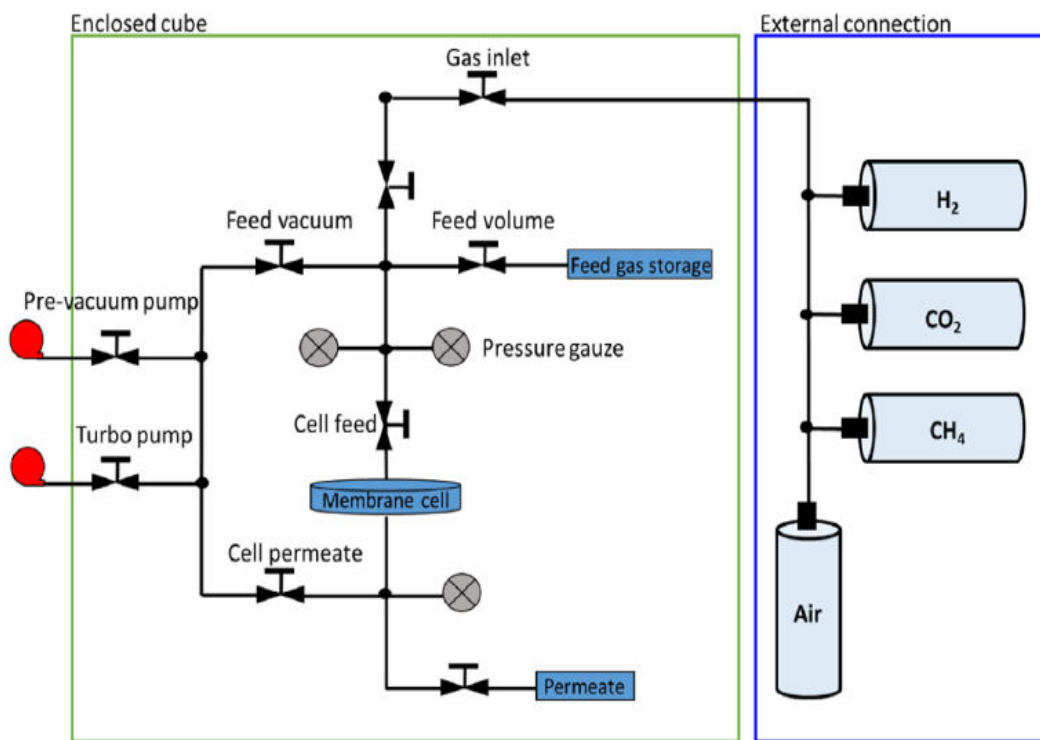 Enclosed cube
External connection
Gas inlet
H2
Feed vacuum
Feed volume
Feed gas storage
Pre-vacuum pump
CO2
Pressure gauze
Cell feed
CH4
Turbo pump
Membrane cell
Cell permeate
Air
Permeate